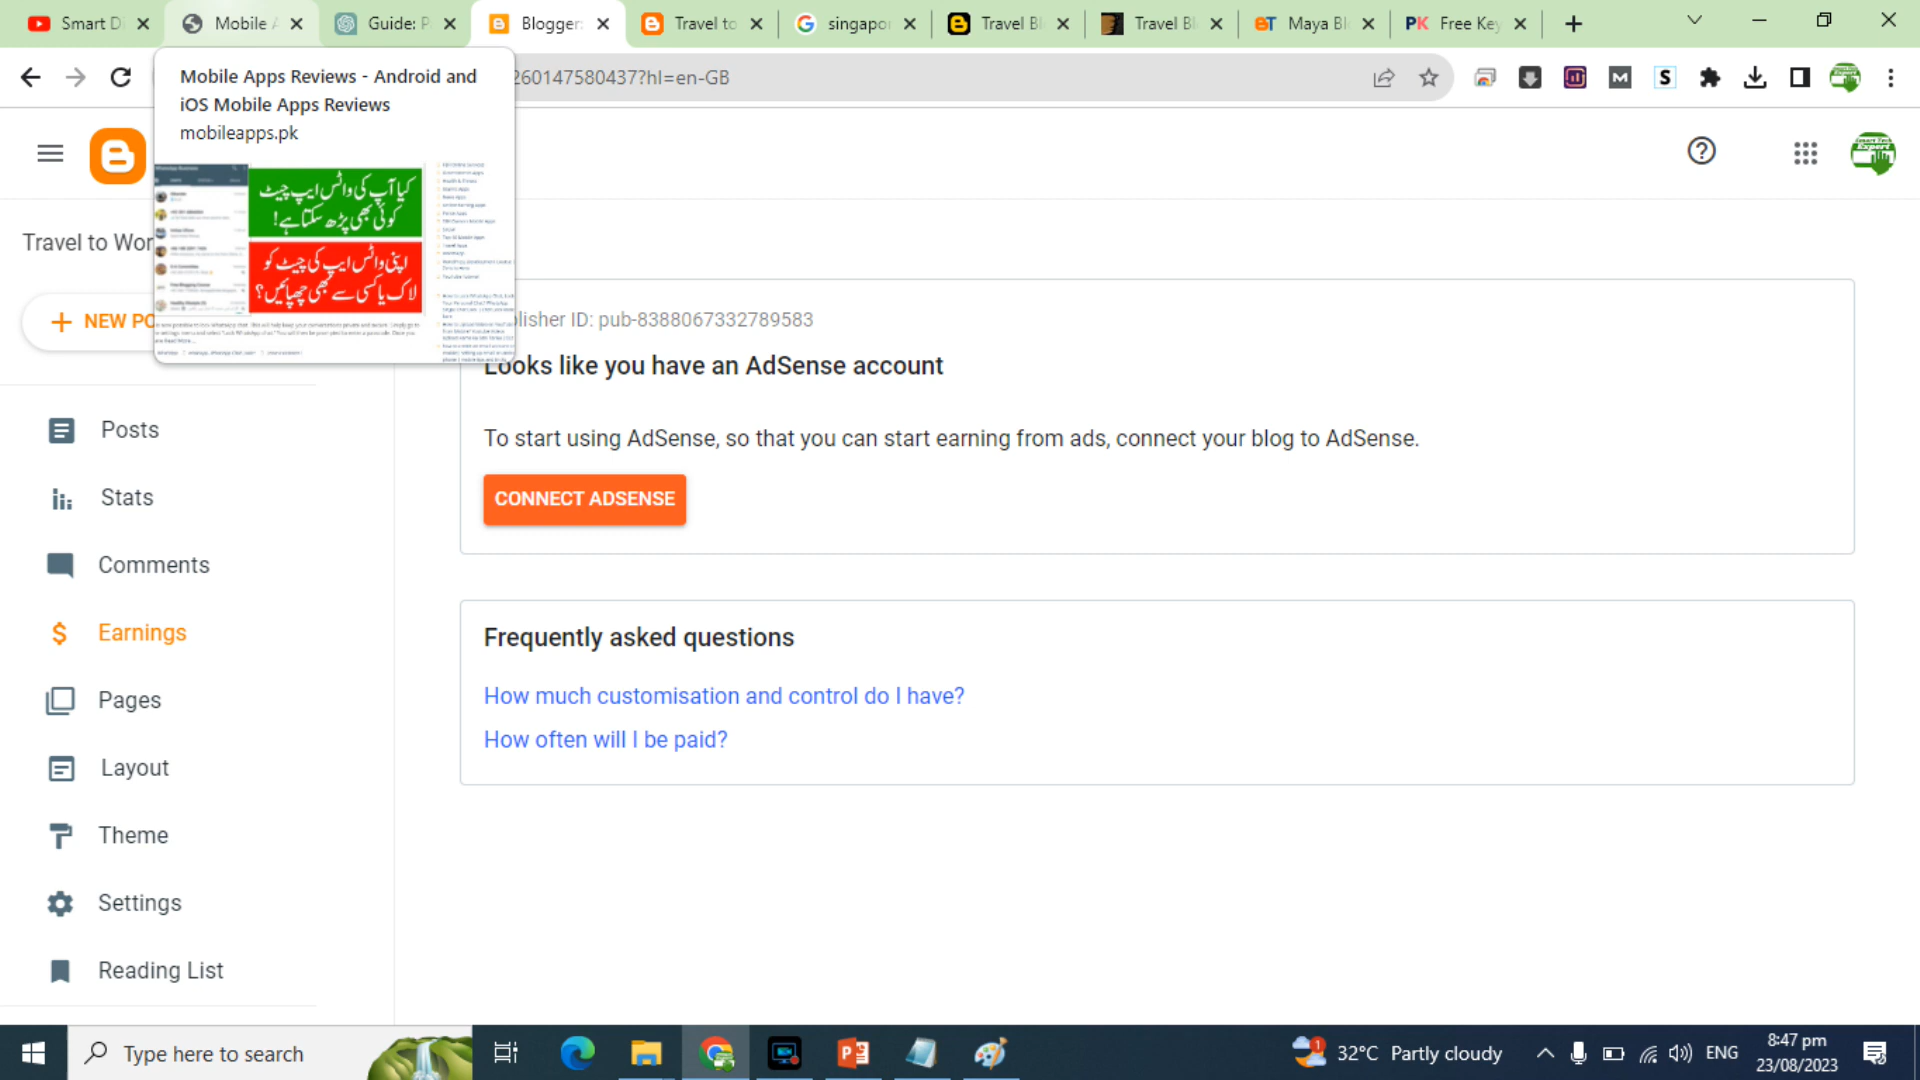 Smart D
Mobile A
Guide: P
Blogger:
Travel to
singapor
Travel Bl
Travel Bl
Maya Bl
Free Key
260147580437?hl=en-GB
Mobile Apps Reviews - Android and
iOS Mobile Apps Reviews
mobileapps.pk
کیا آپ کی واٹس ایپ چیٹ
کوئی بھی پڑھ سکتا ہے!
اپنی واٹس ایپ کی چیٹ کو
لاک یا کسی سے بھی چھپائیں؟
Travel to Wor
NEW PO
Posts
Stats
Comments
Earnings
Pages
Layout
Theme
Settings
Reading List
lisher ID: pub-8388067332789583
Looks like you have an AdSense account
To start using AdSense, so that you can start earning from ads, connect your blog to AdSense.
CONNECT ADSENSE
Frequently asked questions
How much customisation and control do I have?
How often will I be paid?
Type here to search
32°C Partly cloudy
ENG
8:47 pm
23/08/2023